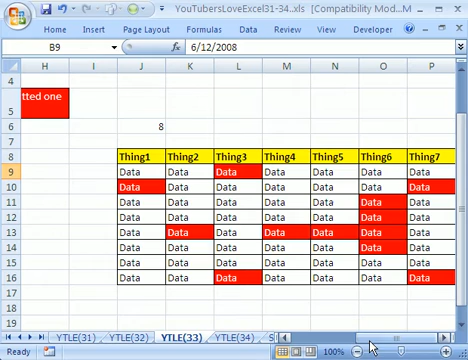 YouTubersLoveExcel31-34.xls [Compatibility Mod...
Home Insert Page Layout Formulas Data Review View Developer
B9 fx 6/12/2008
H I J K L M N O P
4
tted one
5
6 8
7
8 Thing1 Thing2 Thing3 Thing4 Thing5 Thing6 Thing7
9 Data Data Data Data Data Data Data
10 Data Data Data Data Data Data Data
11 Data Data Data Data Data Data Data
12 Data Data Data Data Data Data Data
13 Data Data Data Data Data Data Data
14 Data Data Data Data Data Data Data
15 Data Data Data Data Data Data Data
16 Data Data Data Data Data Data Data
17
18
19
YTLE(31) YTLE(32) YTLE(33) YTLE(34) S
Ready 100%